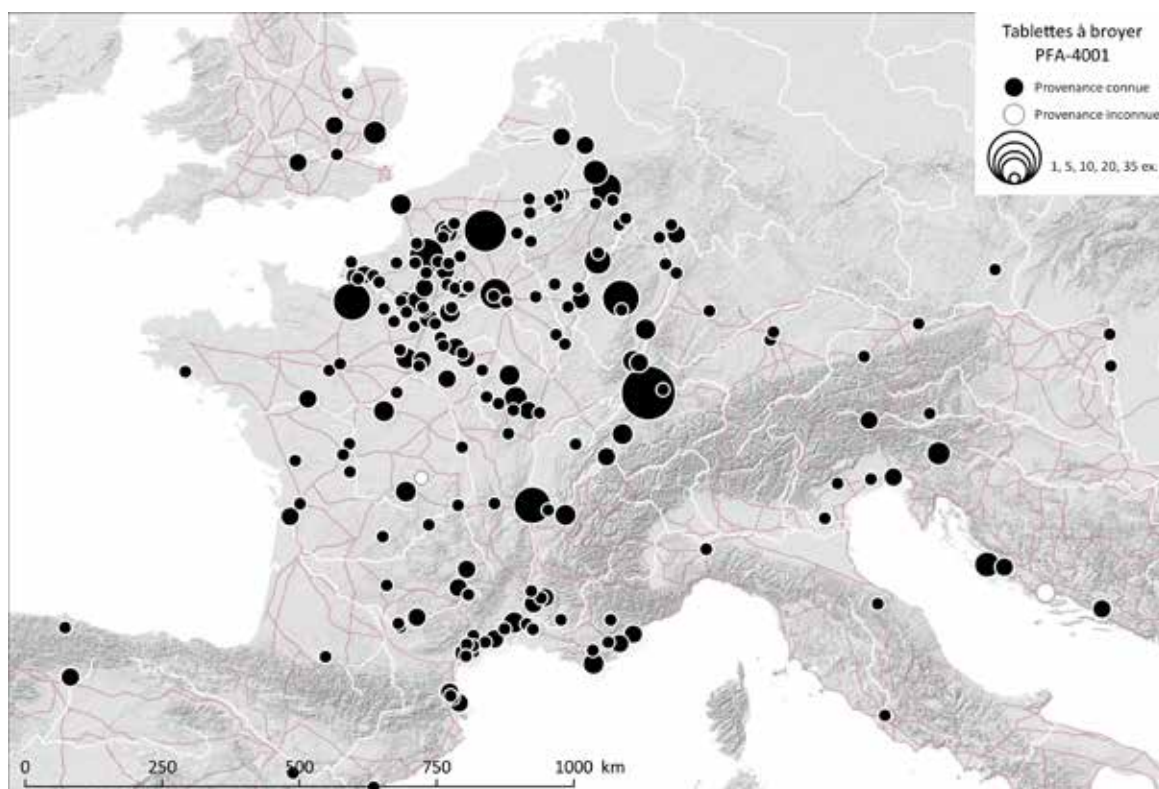 Tablettes à broyer
PFA-4001
Provenance connue
Provenance inconnue
1, 5, 10, 20, 35 ex.
0 250 500 750 1000 km